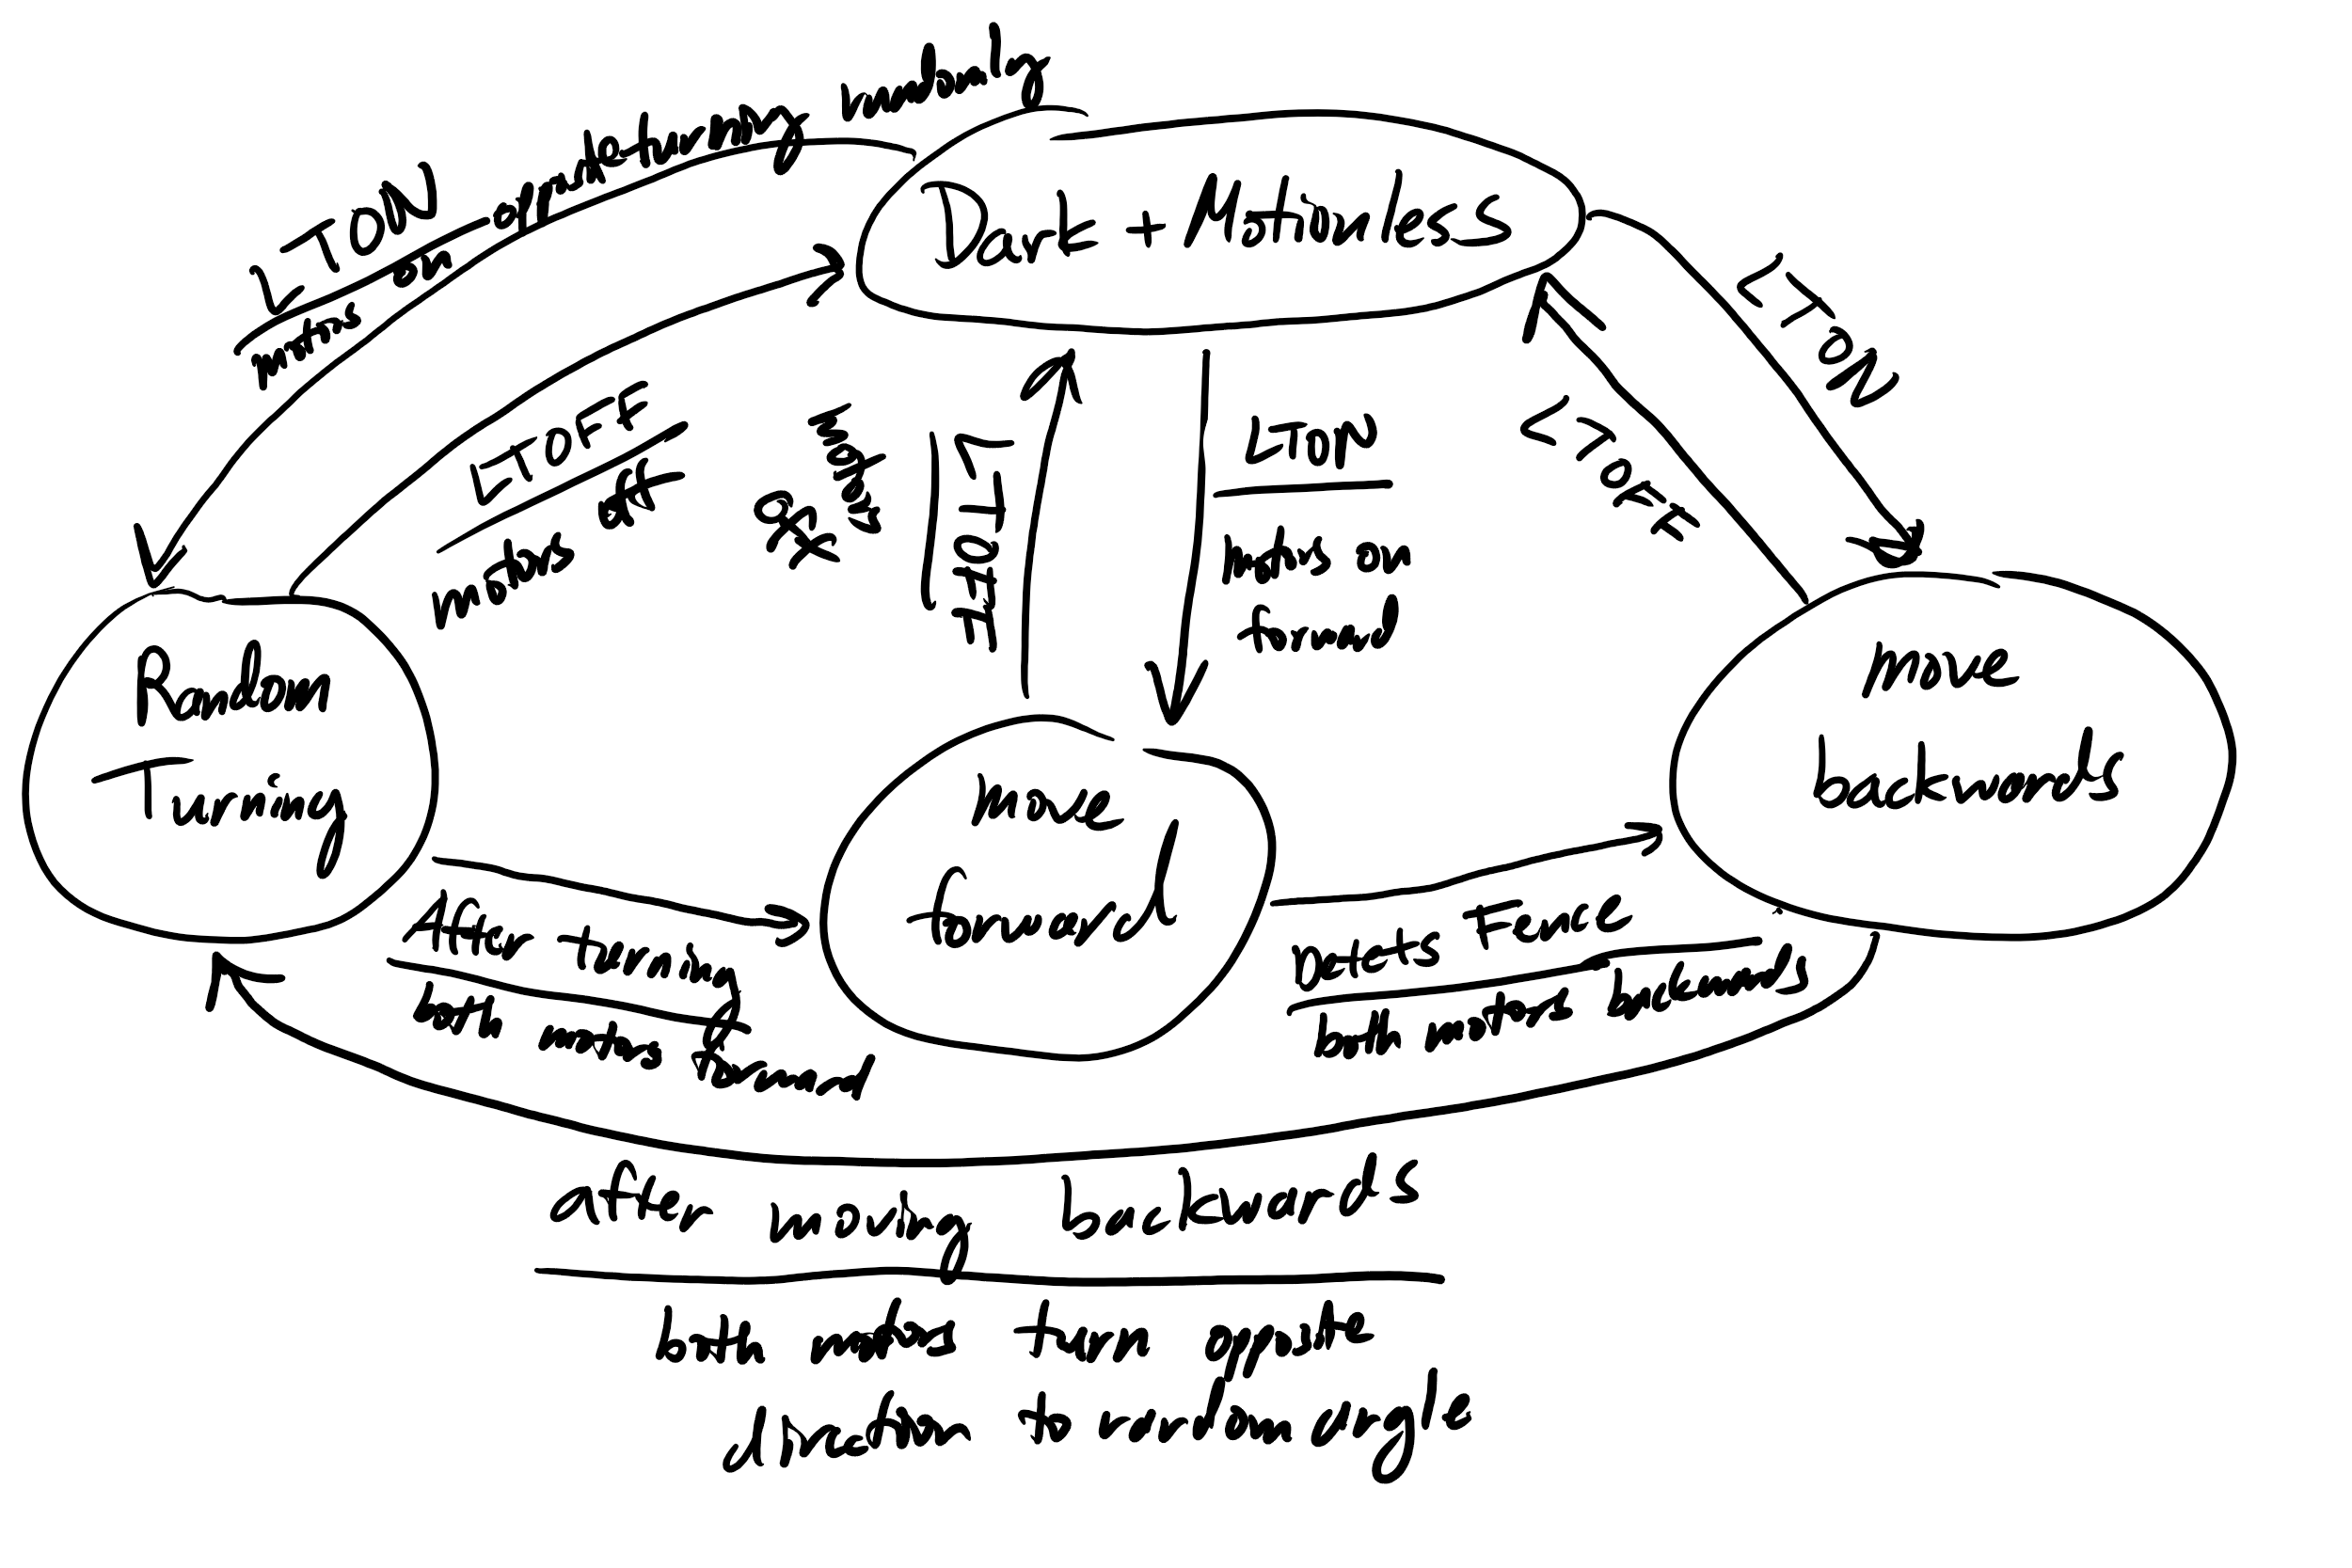 LTON and not turning randomly
motors on
Dark + Motionless
LTON
LTOFF
LTOFF
motors off
LTOFF
motors
off
LTON
motors on
forward
Random
Turning
move
forward
move
backwards
After turning
both motors forward
Detects Fence
both motors backwards
after moving backwards
both motors turn opposite
direction to random angle